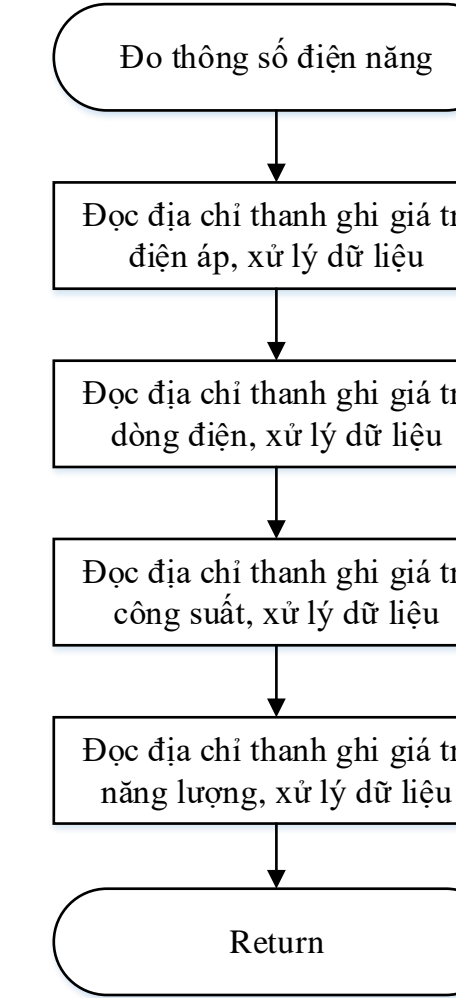 Đo thông số điện năng
Đọc địa chỉ thanh ghi giá tr
điện áp, xử lý dữ liệu
Đọc địa chỉ thanh ghi giá tr
dòng điện, xử lý dữ liệu
Đọc địa chỉ thanh ghi giá tr
công suất, xử lý dữ liệu
Đọc địa chỉ thanh ghi giá tr
năng lượng, xử lý dữ liệu
Return